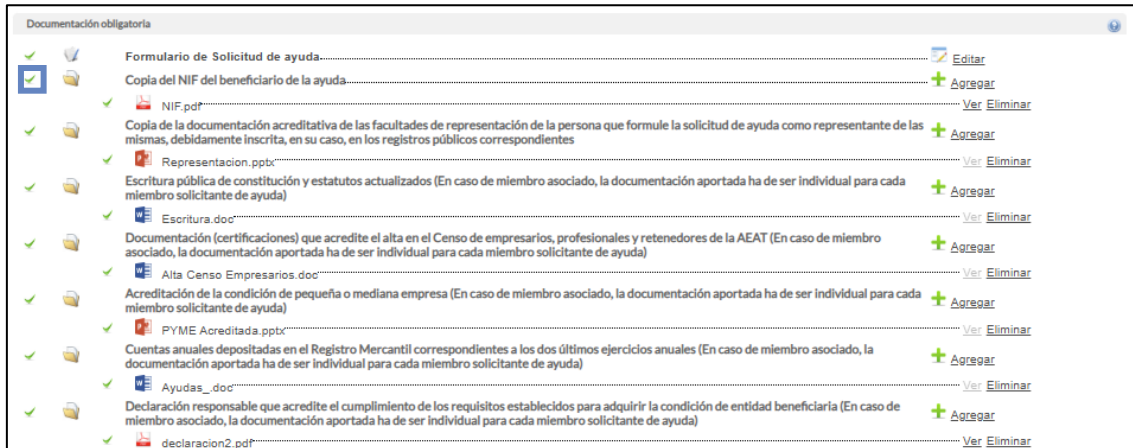 Documentación obligatoria
Formulario de Solicitud de ayuda Editar
Copia del NIF del beneficiario de la ayuda Agregar
NIF.pdf Ver Eliminar
Copia de la documentación acreditativa de las facultades de representación de la persona que formule la solicitud de ayuda como representante de las
mismas, debidamente inscrita, en su caso, en los registros públicos correspondientes Agregar
Representacion.pptx Ver Eliminar
Escritura pública de constitución y estatutos actualizados (En caso de miembro asociado, la documentación aportada ha de ser individual para cada
miembro solicitante de ayuda) Agregar
Escritura.doc Ver Eliminar
Documentación (certificaciones) que acredite el alta en el Censo de empresarios, profesionales y retenedores de la AEAT (En caso de miembro
asociado, la documentación aportada ha de ser individual para cada miembro solicitante de ayuda) Agregar
Alta Censo Empresarios.doc Ver Eliminar
Acreditación de la condición de pequeña o mediana empresa (En caso de miembro asociado, la documentación aportada ha de ser individual para cada
miembro solicitante de ayuda) Agregar
PYME Acreditada.pptx Ver Eliminar
Cuentas anuales depositadas en el Registro Mercantil correspondientes a los dos últimos ejercicios anuales (En caso de miembro asociado, la
documentación aportada ha de ser individual para cada miembro solicitante de ayuda) Agregar
Ayudas_.doc Ver Eliminar
Declaración responsable que acredite el cumplimiento de los requisitos establecidos para adquirir la condición de entidad beneficiaria (En caso de
miembro asociado, la documentación aportada ha de ser individual para cada miembro solicitante de ayuda) Agregar
declaracion2.pdf Ver Eliminar